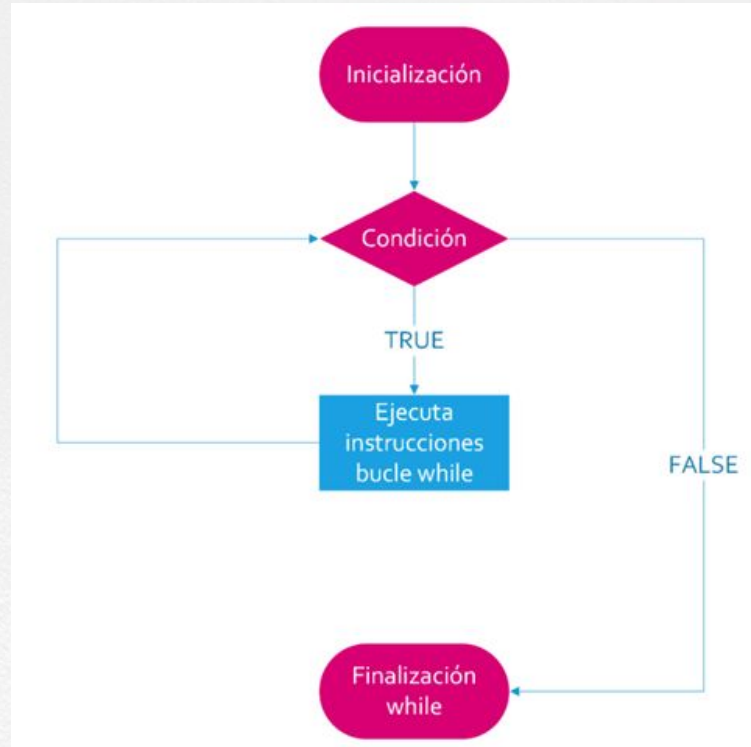 Inicialización
Condición
TRUE
Ejecuta
instrucciones
bucle while
FALSE
Finalización
while